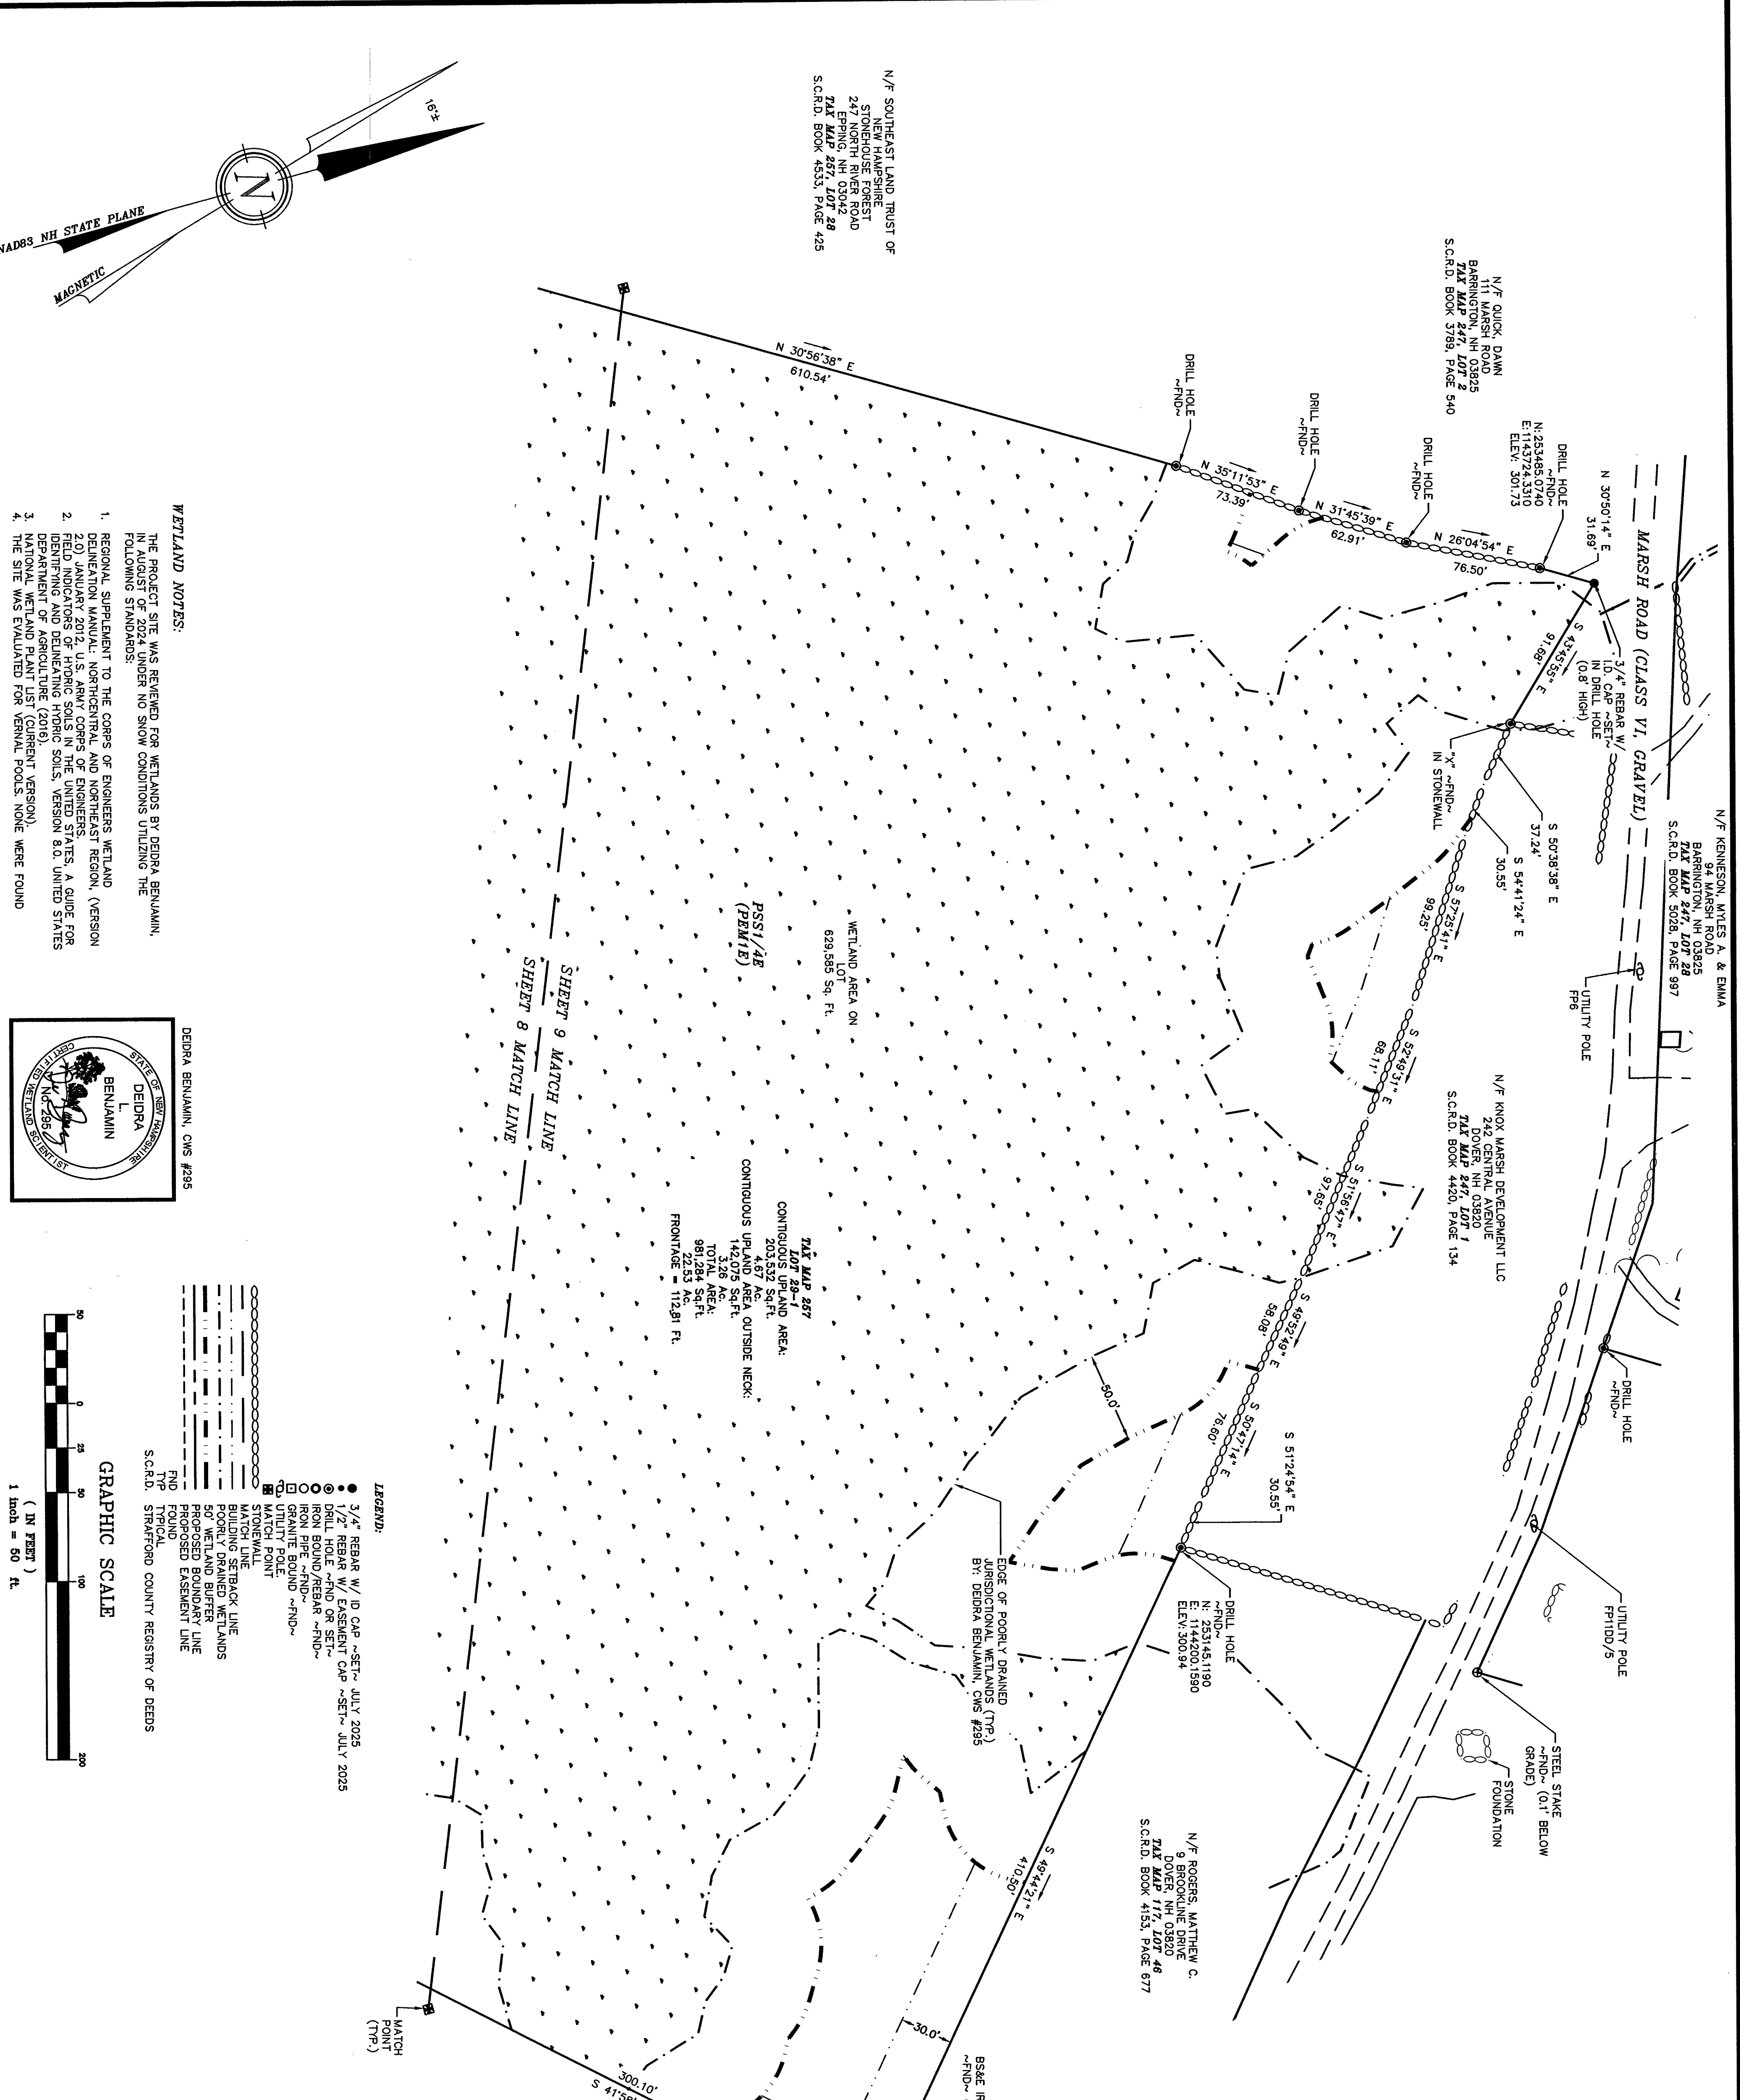 N/F SOUTHEAST LAND TRUST OF
NEW HAMPSHIRE
STONEHOUSE FOREST
247 NORTH RIVER ROAD
EPPING, NH 03042
TAX MAP 257, LOT 28
S.C.R.D. BOOK 4533, PAGE 425
16°±
N
NAD83 NH STATE PLANE
MAGNETIC
N/F QUICK, DAWN
111 MARSH ROAD
BARRINGTON, NH 03825
TAX MAP 247, LOT 2
S.C.R.D. BOOK 3789, PAGE 540
N/F KENNESON, MYLES A. & EMMA
94 MARSH ROAD
BARRINGTON, NH 03825
TAX MAP 247, LOT 28
S.C.R.D. BOOK 5028, PAGE 997
MARSH ROAD (CLASS VI, GRAVEL)
N 30°56'38" E
610.54'
DRILL HOLE
~FND~
N 35°11'53" E
73.39'
DRILL HOLE
~FND~
N 31°45'39" E
62.91'
DRILL HOLE
~FND~
N 26°04'54" E
76.50'
DRILL HOLE
~FND~
N: 253485.0740
E: 1143724.3310
ELEV: 301.73
N 30°50'14" E
31.69'
3/4" REBAR W/
I.D. CAP ~SET~
IN DRILL HOLE
(0.8' HIGH)
S 43°45'55" E
91.68'
"X" ~FND~
IN STONEWALL
S 50°38'38" E
37.24'
S 54°41'24" E
30.55'
S 57°25'41" E
99.25'
S 52°49'31" E
68.11'
S 51°56'47" E
97.65'
S 49°52'49" E
58.08'
S 50°47'14" E
76.60'
S 51°24'54" E
30.55'
UTILITY POLE
FP6
N/F KNOX MARSH DEVELOPMENT LLC
242 CENTRAL AVENUE
DOVER, NH 03820
TAX MAP 247, LOT 1
S.C.R.D. BOOK 4420, PAGE 134
DRILL HOLE
~FND~
UTILITY POLE
FP11DD/5
STEEL STAKE
~FND~ (0.1' BELOW
GRADE)
STONE
FOUNDATION
DRILL HOLE
~FND~
N: 253145.1190
E: 1144200.1590
ELEV: 300.94
N/F ROGERS, MATTHEW C.
9 BROOKLINE DRIVE
DOVER, NH 03820
TAX MAP 117, LOT 46
S.C.R.D. BOOK 4153, PAGE 677
S 49°44'21" E
410.50'
30.0'
50.0'
BS&E
~FND~
300.10'
S 41°58'
MATCH
POINT
(TYP.)
EDGE OF POORLY DRAINED
JURISDICTIONAL WETLANDS (TYP.)
BY: DEIDRA BENJAMIN, CWS #295
WETLAND AREA ON
LOT
629,585 Sq. Ft.
PSS1/4E
(PEM1E)
SHEET 9 MATCH LINE
SHEET 8 MATCH LINE
TAX MAP 257
LOT 29-1
CONTIGUOUS UPLAND AREA:
203,532 Sq.Ft.
4.67 Ac.
CONTIGUOUS UPLAND AREA OUTSIDE NECK:
142,075 Sq.Ft.
3.26 Ac.
TOTAL AREA:
981,284 Sq.Ft.
22.53 Ac.
FRONTAGE = 112.81 Ft.
WETLAND NOTES:
THE PROJECT SITE WAS REVIEWED FOR WETLANDS BY DEIDRA BENJAMIN,
IN AUGUST OF 2024 UNDER NO SNOW CONDITIONS UTILIZING THE
FOLLOWING STANDARDS:
1. REGIONAL SUPPLEMENT TO THE CORPS OF ENGINEERS WETLAND
DELINEATION MANUAL: NORTHCENTRAL AND NORTHEAST REGION, (VERSION
2.0) JANUARY 2012, U.S. ARMY CORPS OF ENGINEERS.
2. FIELD INDICATORS OF HYDRIC SOILS IN THE UNITED STATES, A GUIDE FOR
IDENTIFYING AND DELINEATING HYDRIC SOILS, VERSION 8.0. UNITED STATES
DEPARTMENT OF AGRICULTURE (2016).
3. NATIONAL WETLAND PLANT LIST (CURRENT VERSION).
4. THE SITE WAS EVALUATED FOR VERNAL POOLS. NONE WERE FOUND
DEIDRA BENJAMIN, CWS #295
STATE OF NEW HAMPSHIRE
DEIDRA
L.
BENJAMIN
No. 295
CERTIFIED WETLAND SCIENTIST
LEGEND:
3/4" REBAR W/ ID CAP ~SET~ JULY 2025
1/2" REBAR W/ EASEMENT CAP ~SET~ JULY 2025
DRILL HOLE ~FND OR SET~
IRON BOUND/REBAR ~FND~
IRON PIPE ~FND~
GRANITE BOUND ~FND~
UTILITY POLE
MATCH POINT
STONEWALL
MATCH LINE
BUILDING SETBACK LINE
POORLY DRAINED WETLANDS
50' WETLAND BUFFER
PROPOSED BOUNDARY LINE
PROPOSED EASEMENT LINE
FND FOUND
TYP TYPICAL
S.C.R.D. STRAFFORD COUNTY REGISTRY OF DEEDS
GRAPHIC SCALE
50 0 25 50 100 200
( IN FEET )
1 inch = 50 ft.